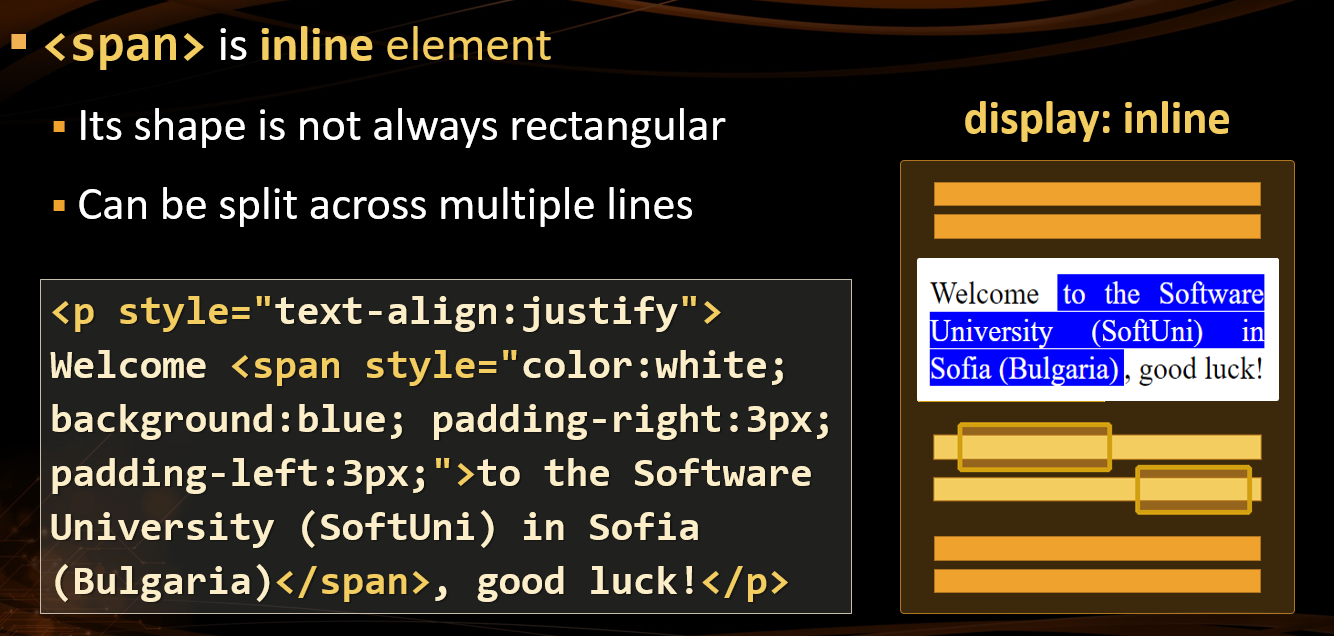 <span> is inline element
Its shape is not always rectangular
Can be split across multiple lines
<p style="text-align:justify">
Welcome <span style="color:white;
background:blue; padding-right:3px;
padding-left:3px;">to the Software
University (SoftUni) in Sofia
(Bulgaria)</span>, good luck!</p>
display: inline
Welcome to the Software
University (SoftUni) in
Sofia (Bulgaria) , good luck!